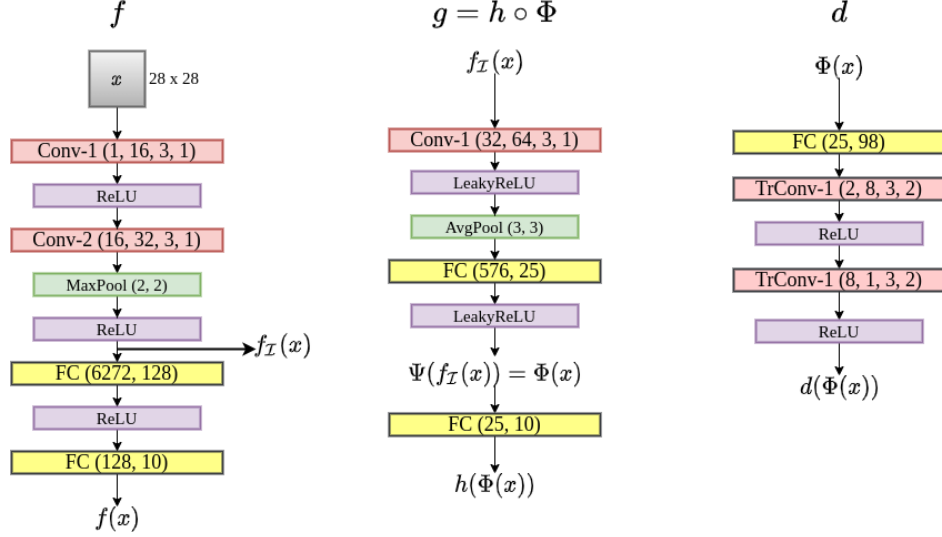 f
x
28 x 28
Conv-1 (1, 16, 3, 1)
ReLU
Conv-2 (16, 32, 3, 1)
MaxPool (2, 2)
ReLU
f_ℐ(x)
FC (6272, 128)
ReLU
FC (128, 10)
f(x)
g = h ∘ Φ
f_ℐ(x)
Conv-1 (32, 64, 3, 1)
LeakyReLU
AvgPool (3, 3)
FC (576, 25)
LeakyReLU
Ψ(f_ℐ(x)) = Φ(x)
FC (25, 10)
h(Φ(x))
d
Φ(x)
FC (25, 98)
TrConv-1 (2, 8, 3, 2)
ReLU
TrConv-1 (8, 1, 3, 2)
ReLU
d(Φ(x))